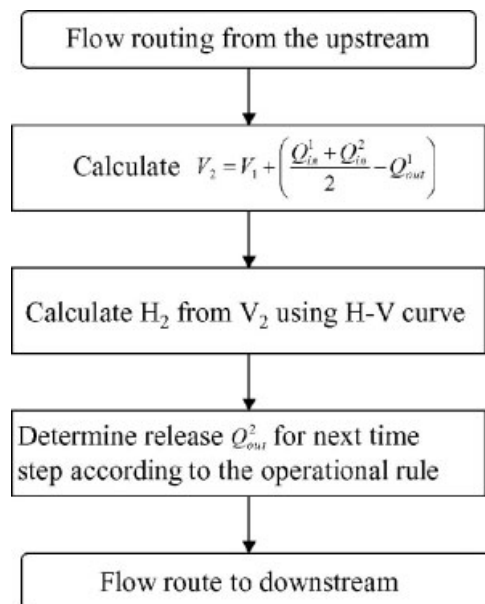 Flow routing from the upstream
Calculate V₂ = V₁ + ( (Q¹ᵢₙ + Q²ᵢₙ) / 2 − Q¹ₒᵤₜ )
Calculate H₂ from V₂ using H-V curve
Determine release Q²ₒᵤₜ for next time
step according to the operational rule
Flow route to downstream